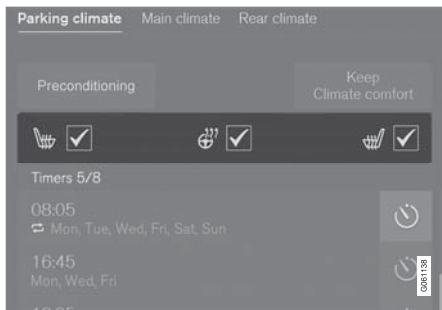 Parking climate Main climate Rear climate
Preconditioning
Keep
Climate comfort
Timers 5/8
08:05
Mon, Tue, Wed, Fri, Sat, Sun
16:45
Mon, Wed, Fri
G061138